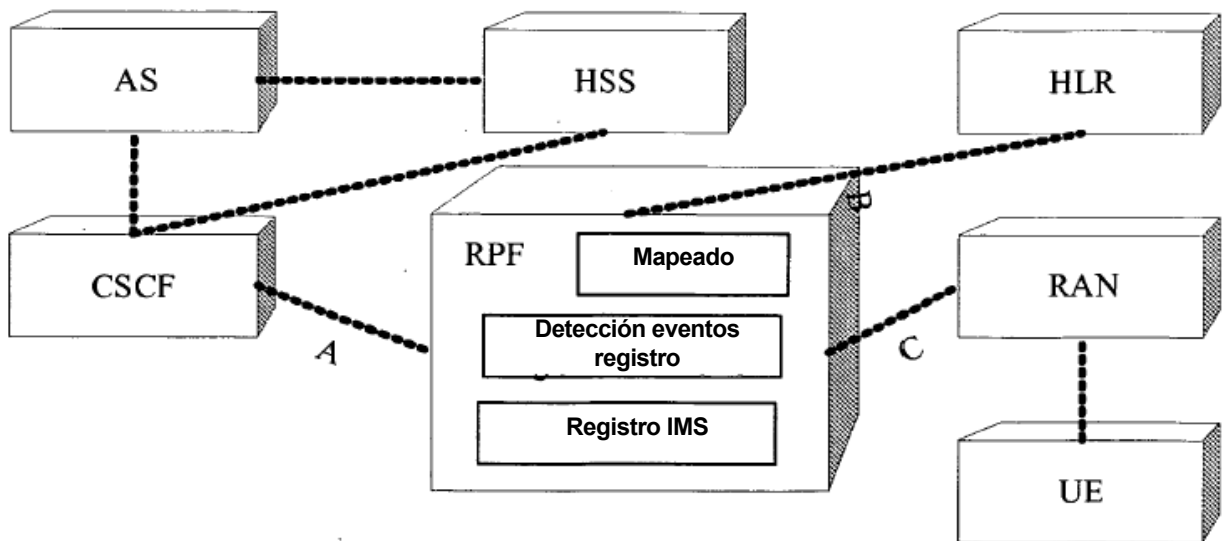 AS
HSS
HLR
B
RPF
Mapeado
CSCF
RAN
Detección eventos
registro
A
C
Registro IMS
UE